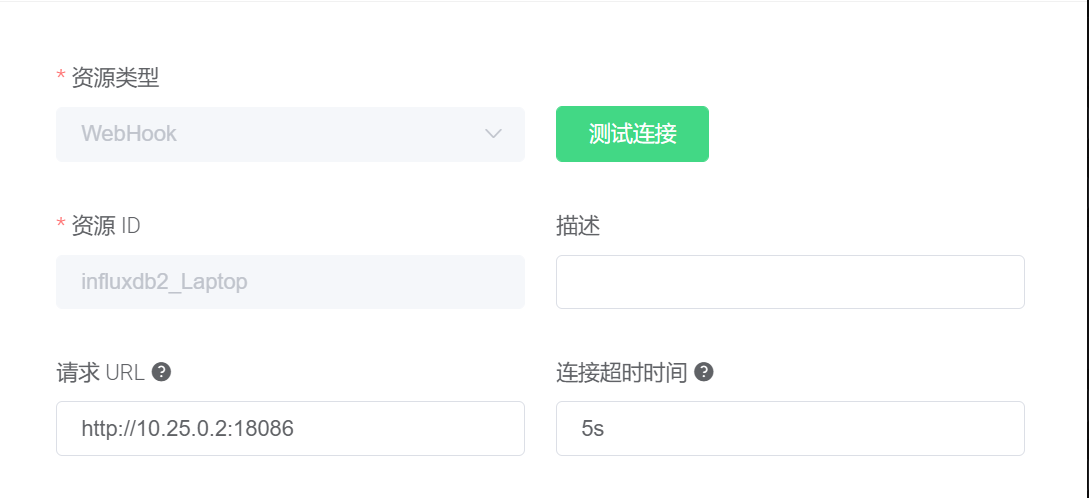 * 资源类型
WebHook
测试连接
* 资源 ID
描述
influxdb2_Laptop
请求 URL ?
连接超时时间 ?
http://10.25.0.2:18086
5s